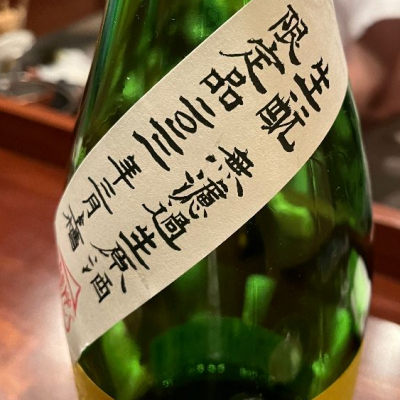 生酛 無濾過生原酒
限定品 二〇二二年三月上槽